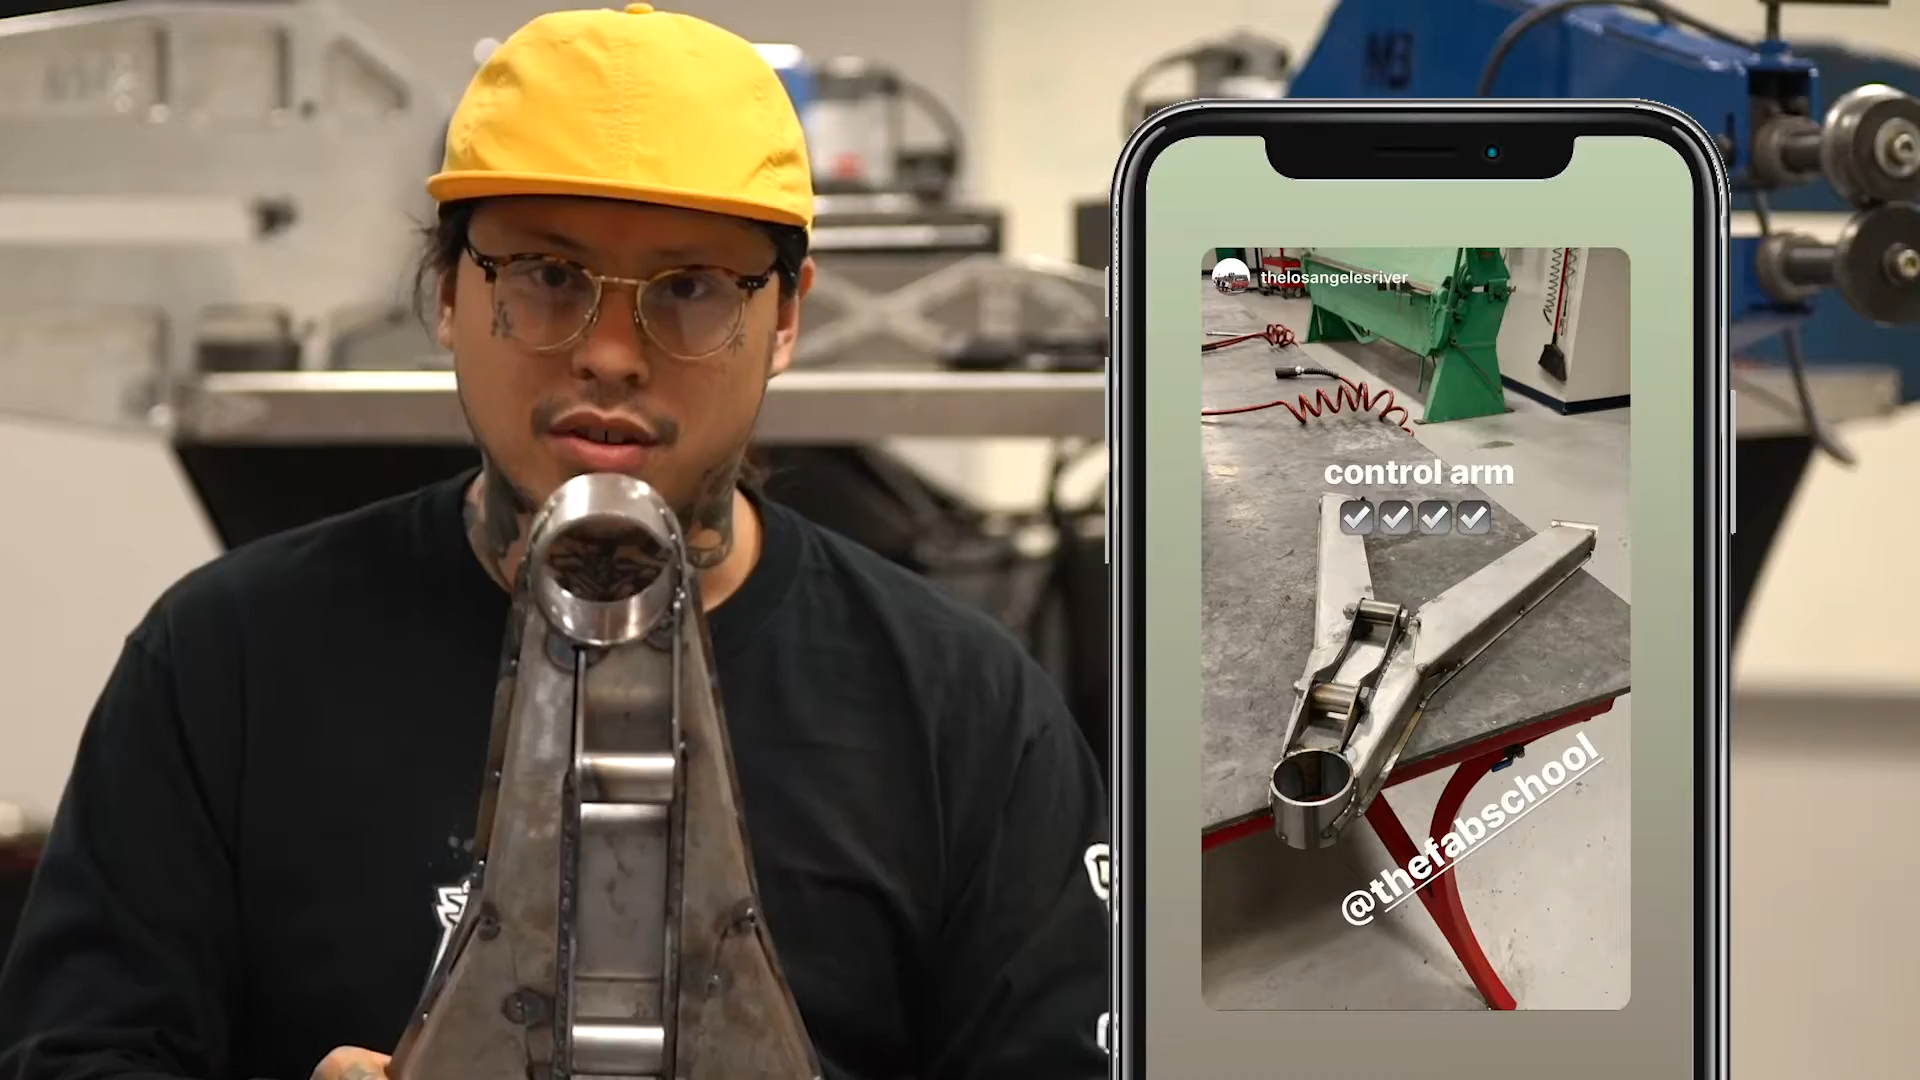 M3
thelosangelesriver
control arm
@thefabschool